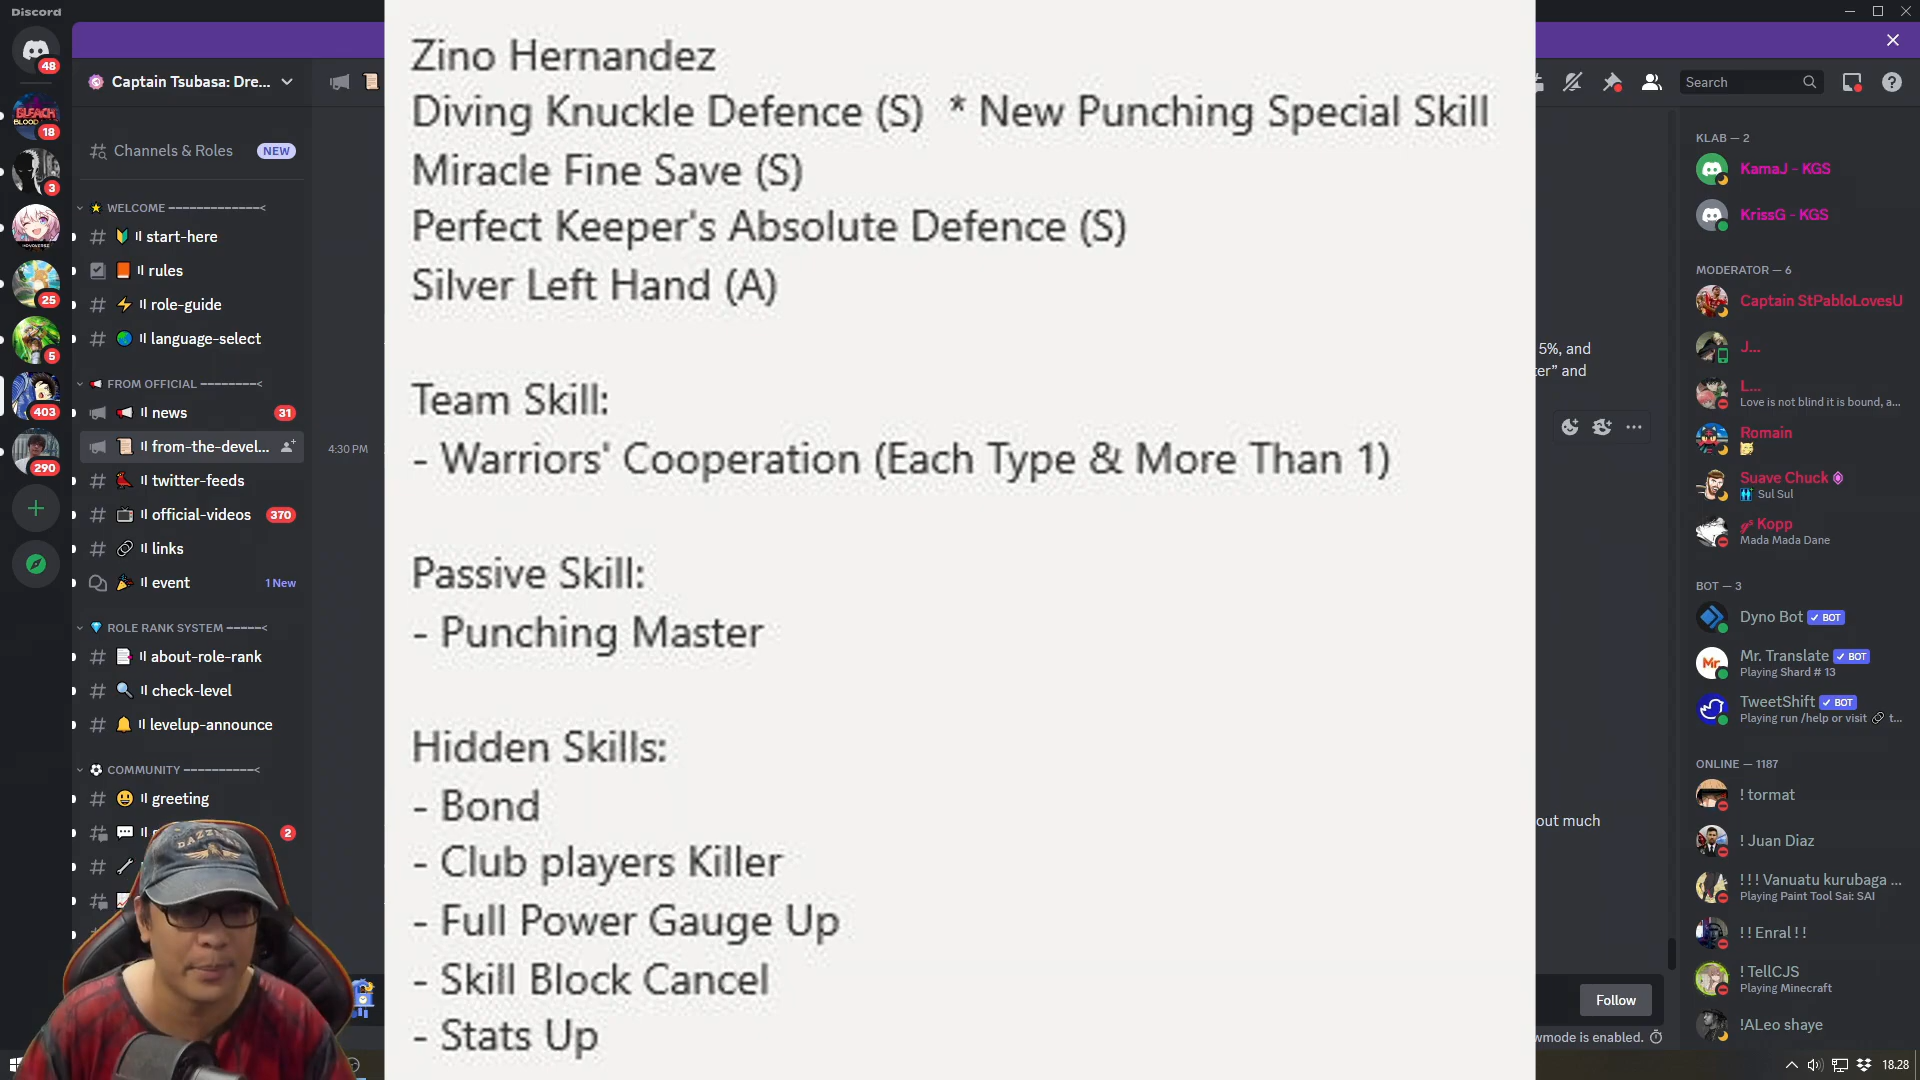 Discord
48
Captain Tsubasa: Dre...
Search
Channels & Roles NEW
WELCOME -------------<
start-here
rules
role-guide
language-select
FROM OFFICIAL ---------<
news 31
from-the-devel...
twitter-feeds
official-videos 370
links
event 1 New
ROLE RANK SYSTEM -----<
about-role-rank
check-level
levelup-announce
COMMUNITY ----------<
greeting
2
18
3
25
5
403
290
4:30 PM
Zino Hernandez
Diving Knuckle Defence (S) * New Punching Special Skill
Miracle Fine Save (S)
Perfect Keeper's Absolute Defence (S)
Silver Left Hand (A)
Team Skill:
- Warriors' Cooperation (Each Type & More Than 1)
Passive Skill:
- Punching Master
Hidden Skills:
- Bond
- Club players Killer
- Full Power Gauge Up
- Skill Block Cancel
- Stats Up
5%, and
er” and
out much
Follow
wmode is enabled.
KLAB — 2
KamaJ - KGS
KrissG - KGS
MODERATOR — 6
Captain StPabloLovesU
J...
L...
Love is not blind it is bound, a...
Romain
Suave Chuck
Sul Sul
Kopp
Mada Mada Dane
BOT — 3
Dyno Bot BOT
Mr. Translate BOT
Playing Shard # 13
TweetShift BOT
Playing run /help or visit t...
ONLINE — 1187
! tormat
! Juan Diaz
! ! ! Vanuatu kurubaga ...
Playing Paint Tool Sai: SAI
! ! Enral ! !
! TellCJS
Playing Minecraft
!ALeo shaye
18.28